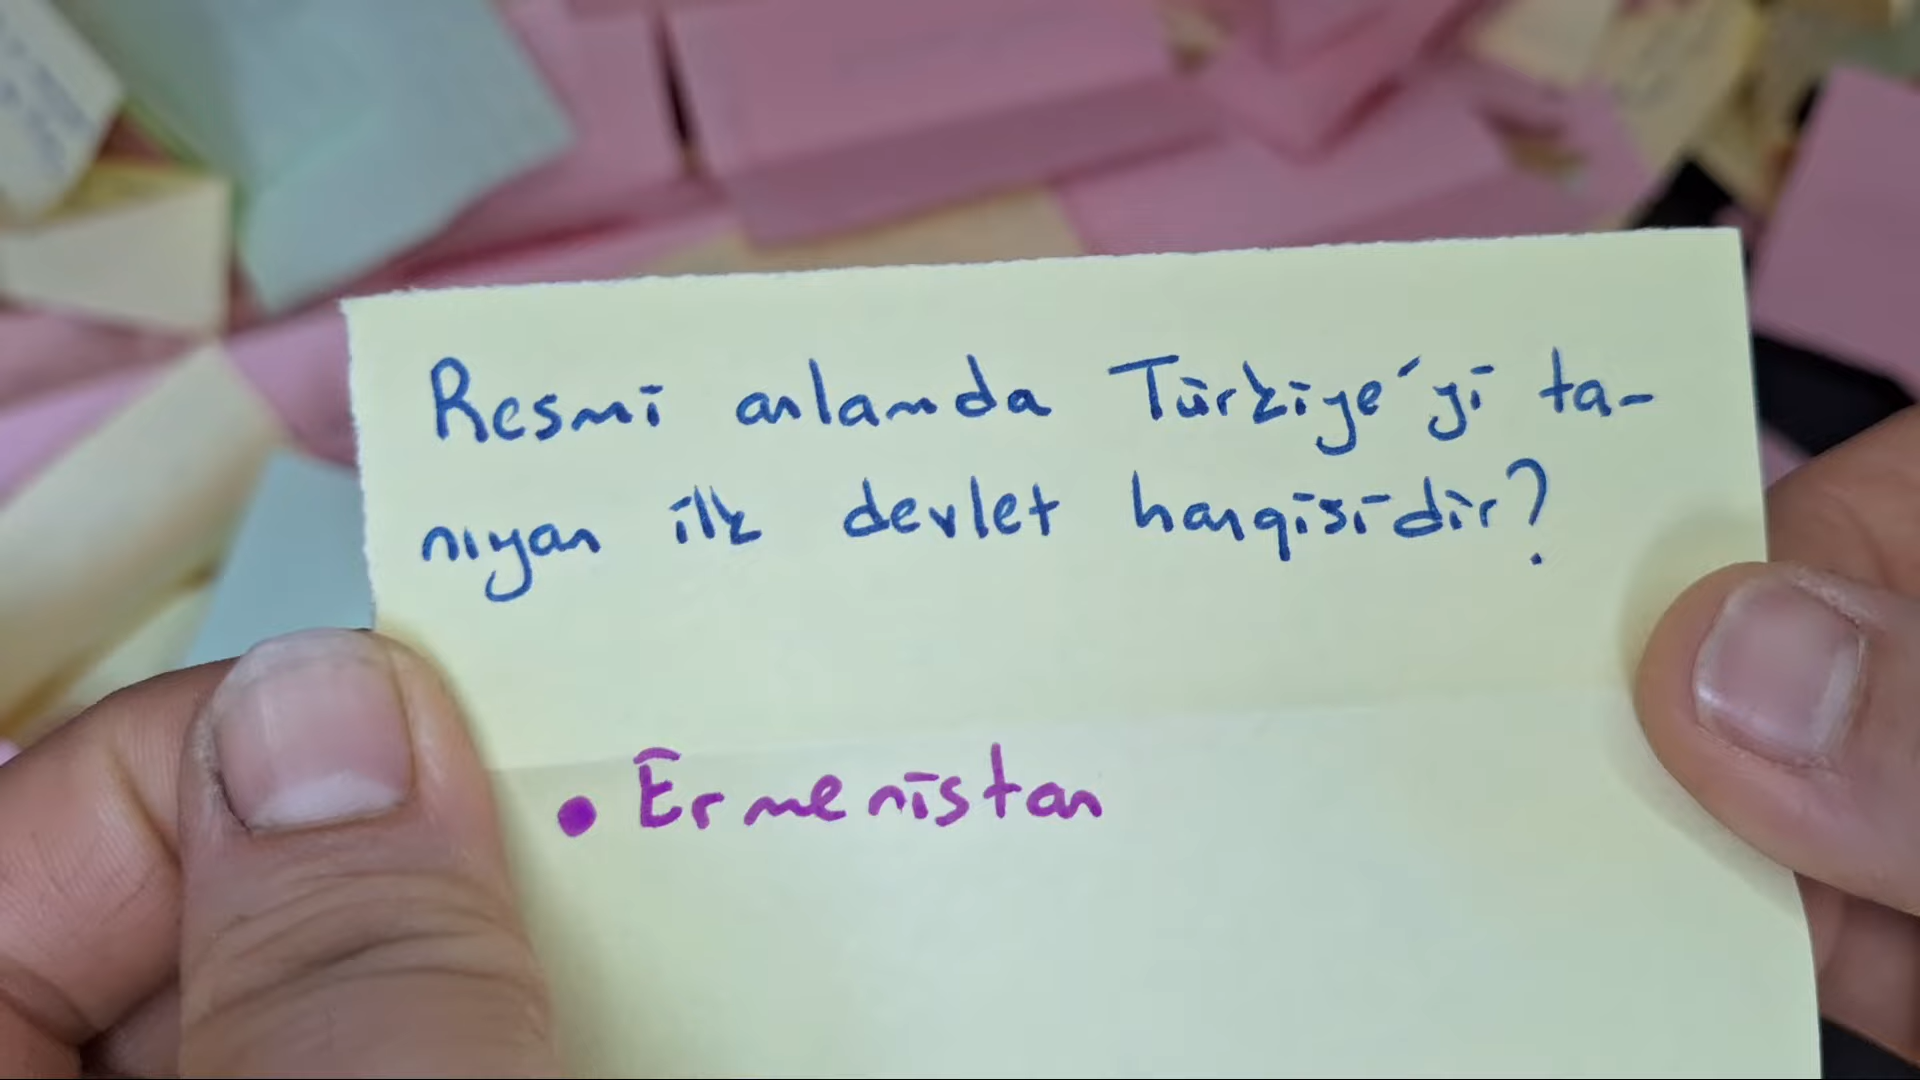 Resmi anlamda Türkiye'yi ta-
nıyan ilk devlet hangisidir?
• Ermenistan